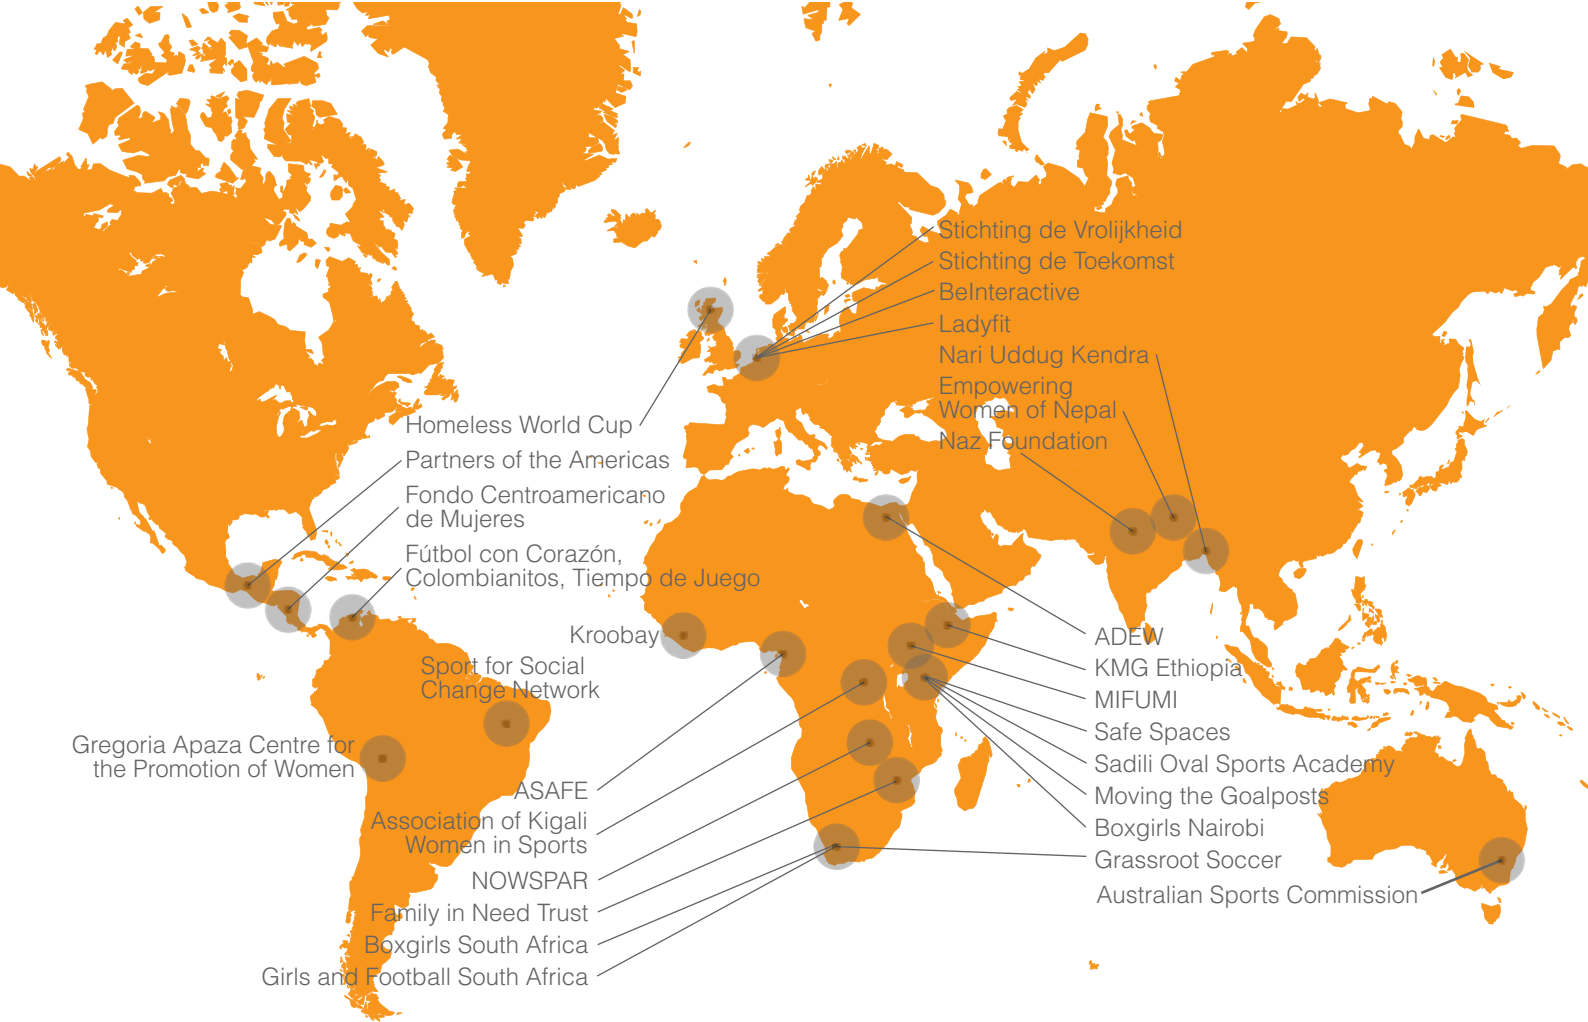 Stichting de Vrolijkheid
Stichting de Toekomst
BeInteractive
Ladyfit
Nari Uddug Kendra
Empowering
Women of Nepal
Naz Foundation
Homeless World Cup
Partners of the Americas
Fondo Centroamericano
de Mujeres
Fútbol con Corazón,
Colombianitos, Tiempo de Juego
Kroobay
Sport for Social
Change Network
Gregoria Apaza Centre for
the Promotion of Women
ASAFE
Association of Kigali
Women in Sports
NOWSPAR
Family in Need Trust
Boxgirls South Africa
Girls and Football South Africa
ADEW
KMG Ethiopia
MIFUMI
Safe Spaces
Sadili Oval Sports Academy
Moving the Goalposts
Boxgirls Nairobi
Grassroot Soccer
Australian Sports Commission